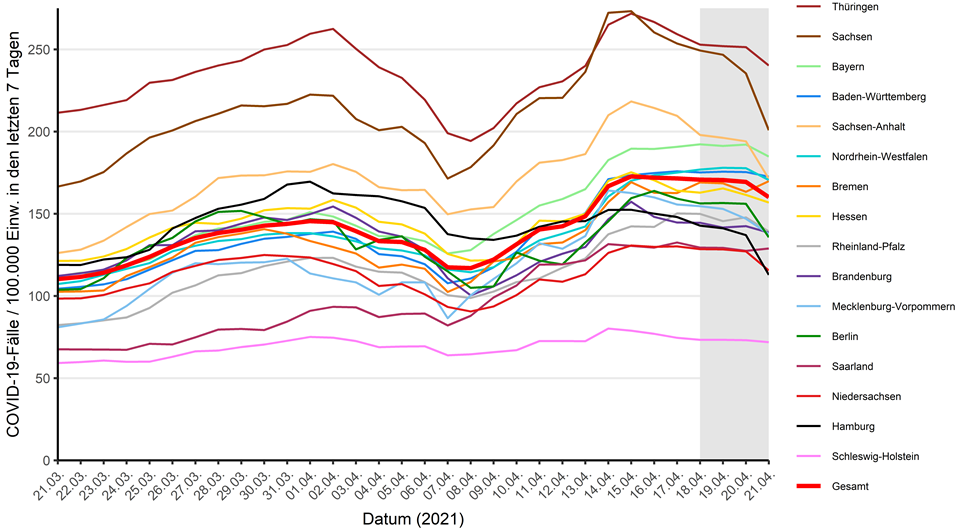 COVID-19-Fälle / 100.000 Einw. in den letzten 7 Tagen
250
200
150
100
50
0
21.03.
22.03.
23.03.
24.03.
25.03.
26.03.
27.03.
28.03.
29.03.
30.03.
31.03.
01.04.
02.04.
03.04.
04.04.
05.04.
06.04.
07.04.
08.04.
09.04.
10.04.
11.04.
12.04.
13.04.
14.04.
15.04.
16.04.
17.04.
18.04.
19.04.
20.04.
21.04.
Datum (2021)
Thüringen
Sachsen
Bayern
Baden-Württemberg
Sachsen-Anhalt
Nordrhein-Westfalen
Bremen
Hessen
Rheinland-Pfalz
Brandenburg
Mecklenburg-Vorpommern
Berlin
Saarland
Niedersachsen
Hamburg
Schleswig-Holstein
Gesamt